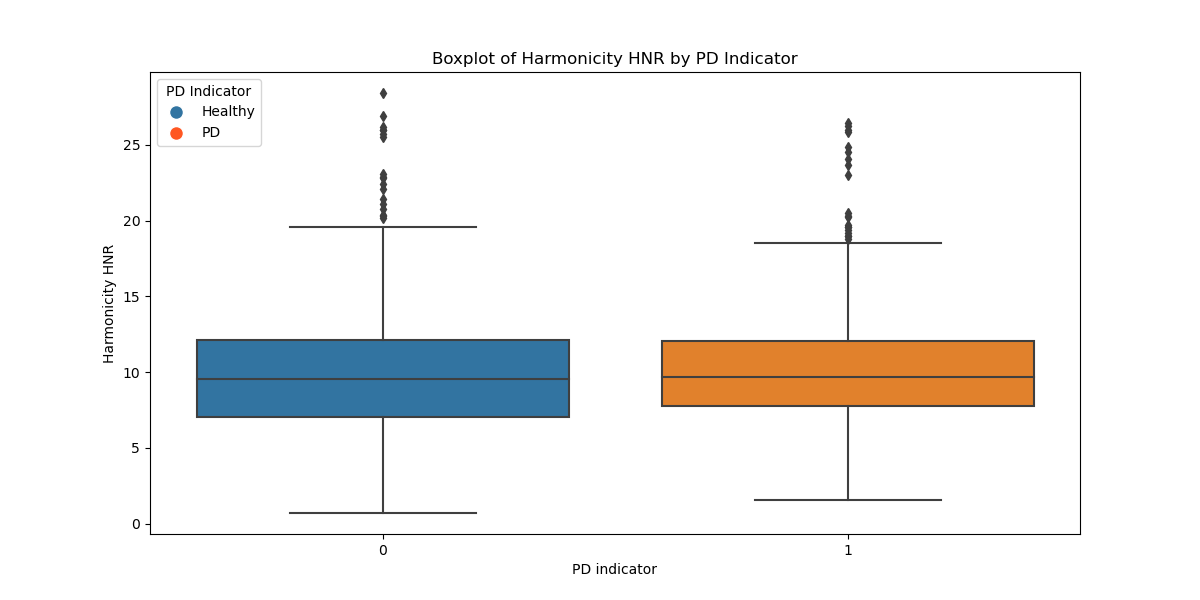 Boxplot of Harmonicity HNR by PD Indicator
PD Indicator
Healthy
PD
Harmonicity HNR
25
20
15
10
5
0
0
1
PD indicator